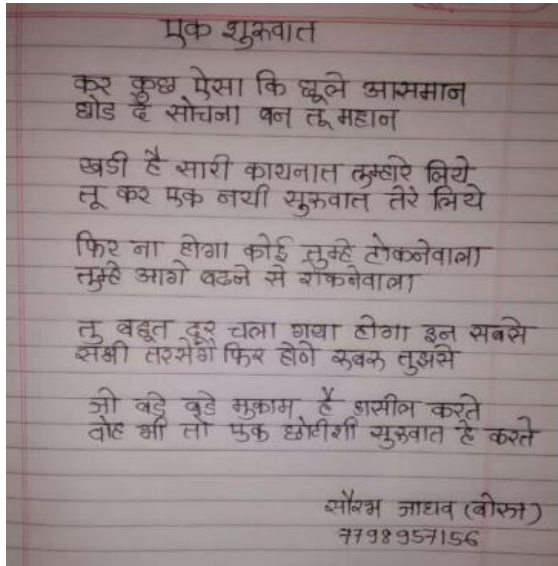 एक शुरुवात
कर कुछ ऐसा कि छूले आसमान
छोड दे सोचना बन तू महान
खडी है सारी कायनात तुम्हारे लिये
तू कर एक नयी सुरुवात तेरे लिये
फिर ना होगा कोई तुम्हे टोकनेवाला
तुम्हे आगे बढने से रोकनेवाला
तु बहूत दूर चला गया होगा इन सबसे
सभी तरसेंगे फिर होने रुबरु तुझसे
जो बडे बडे मुकाम है हासील करते
वोह भी तो एक छोटीशी सुरुवात है करते
सौरभ जाधव (बोरु)
7798957156